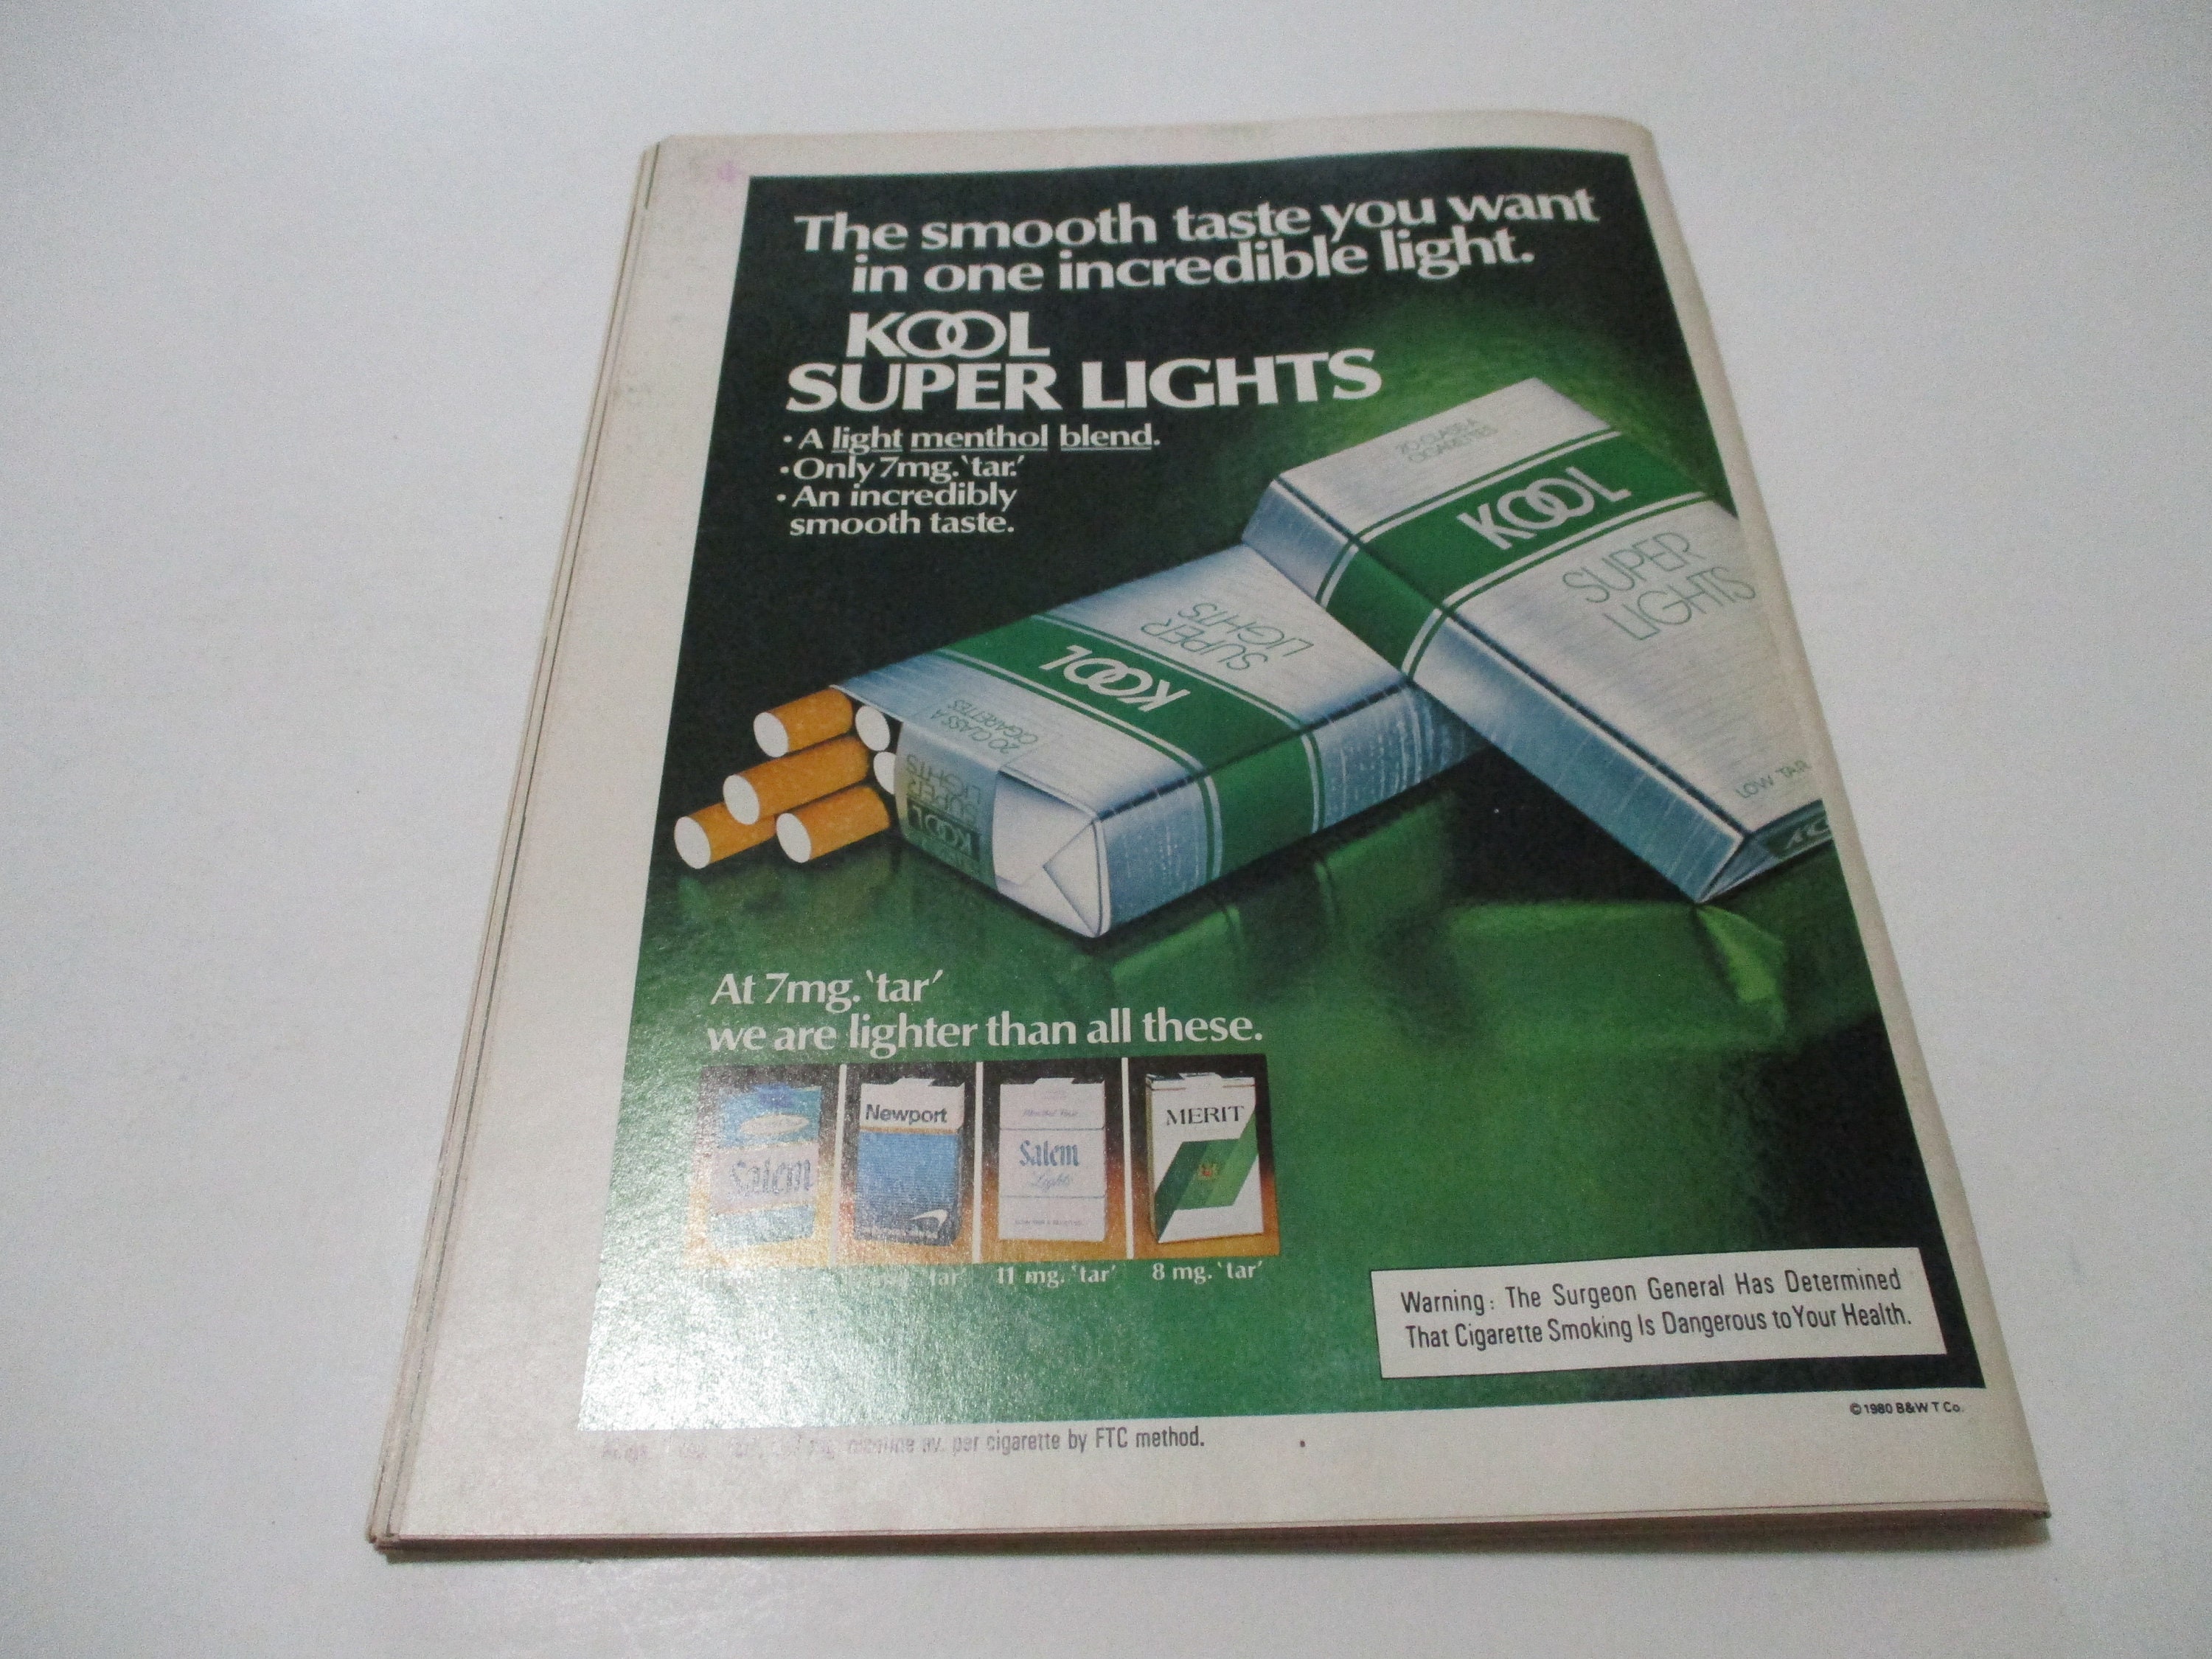 The smooth taste you want
in one incredible light.
KOOL
SUPER LIGHTS
• A light menthol blend.
• Only 7mg. 'tar.'
• An incredibly
smooth taste.
20 CLASS A
CIGARETTES
KOOL
SUPER
LIGHTS
LOW TAR
KOOL
SUPER
LIGHTS
20 CLASS A
CIGARETTES
KOOL
SUPER
LIGHTS
At 7mg. 'tar'
we are lighter than all these.
Salem
Newport
Salem
Lights
MERIT
'tar'
11 mg. 'tar'
8 mg. 'tar'
Warning: The Surgeon General Has Determined
That Cigarette Smoking Is Dangerous to Your Health.
© 1980 B&W T Co.
nicotine av. per cigarette by FTC method.